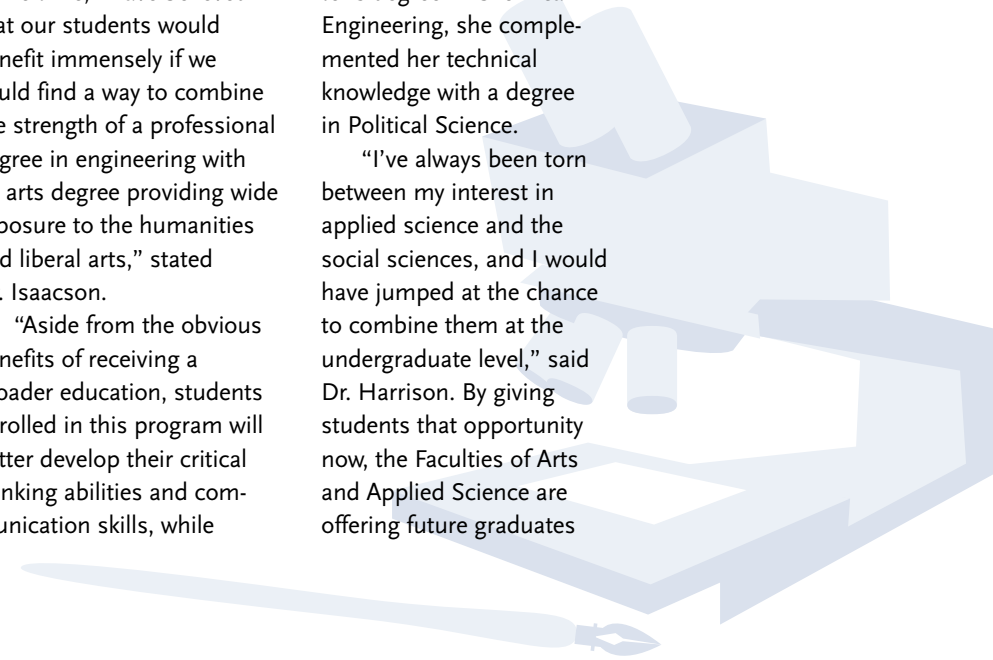 at our students would
nefit immensely if we
uld find a way to combine
e strength of a professional
gree in engineering with
arts degree providing wide
posure to the humanities
d liberal arts,” stated
. Isaacson.
“Aside from the obvious
nefits of receiving a
oader education, students
rolled in this program will
tter develop their critical
nking abilities and com-
unication skills, while
Engineering, she comple-
mented her technical
knowledge with a degree
in Political Science.
“I’ve always been torn
between my interest in
applied science and the
social sciences, and I would
have jumped at the chance
to combine them at the
undergraduate level,” said
Dr. Harrison. By giving
students that opportunity
now, the Faculties of Arts
and Applied Science are
offering future graduates